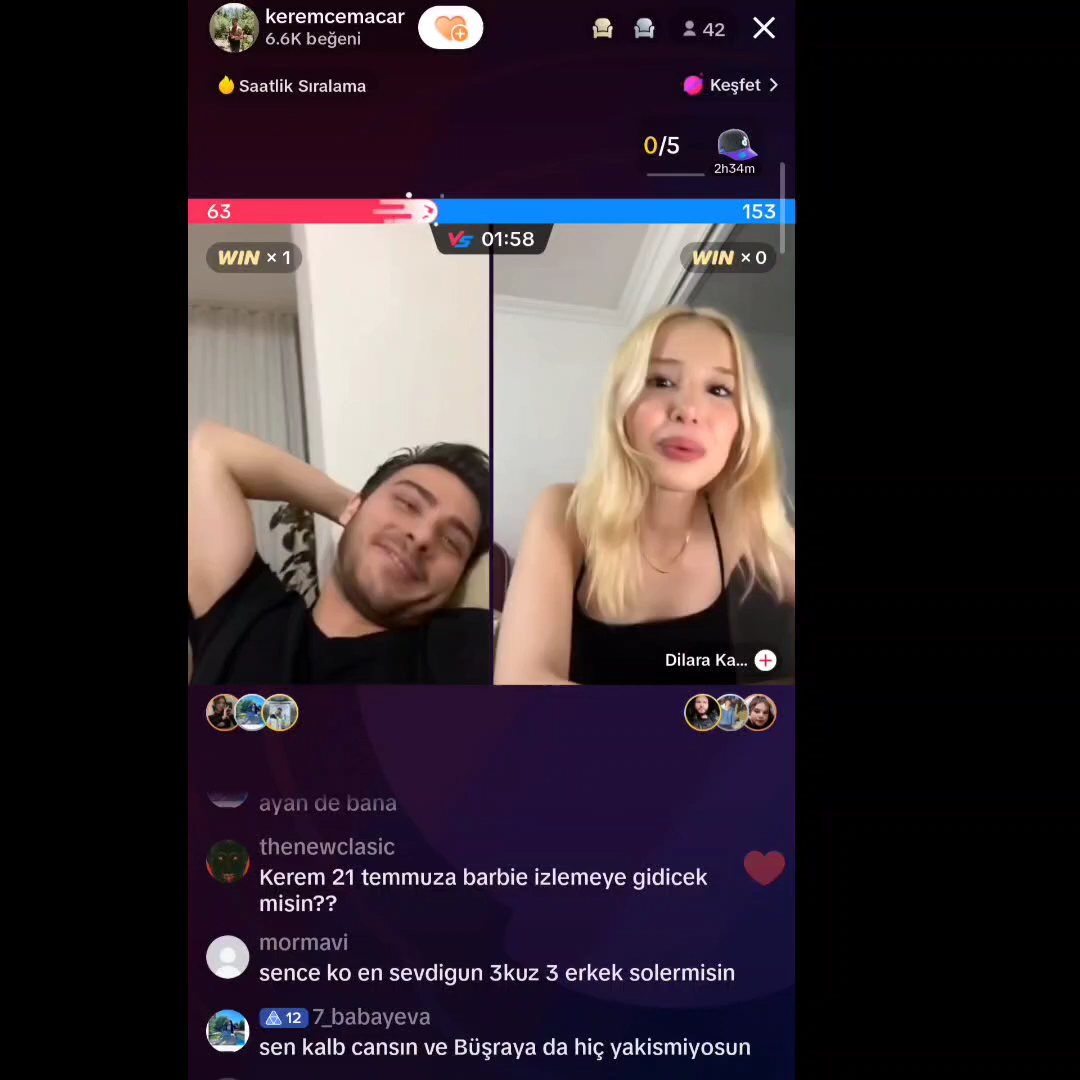 keremcemacar
6.6K beğeni
42
Saatlik Sıralama
Keşfet >
0/5
2h34m
63
153
VS 01:58
WIN × 1
WIN × 0
Dilara Ka...
ayan de bana
thenewclasic
Kerem 21 temmuza barbie izlemeye gidicek
misin??
mormavi
sence ko en sevdigun 3kuz 3 erkek solermisin
12 7_babayeva
sen kalb cansın ve Büşraya da hiç yakismiyosun